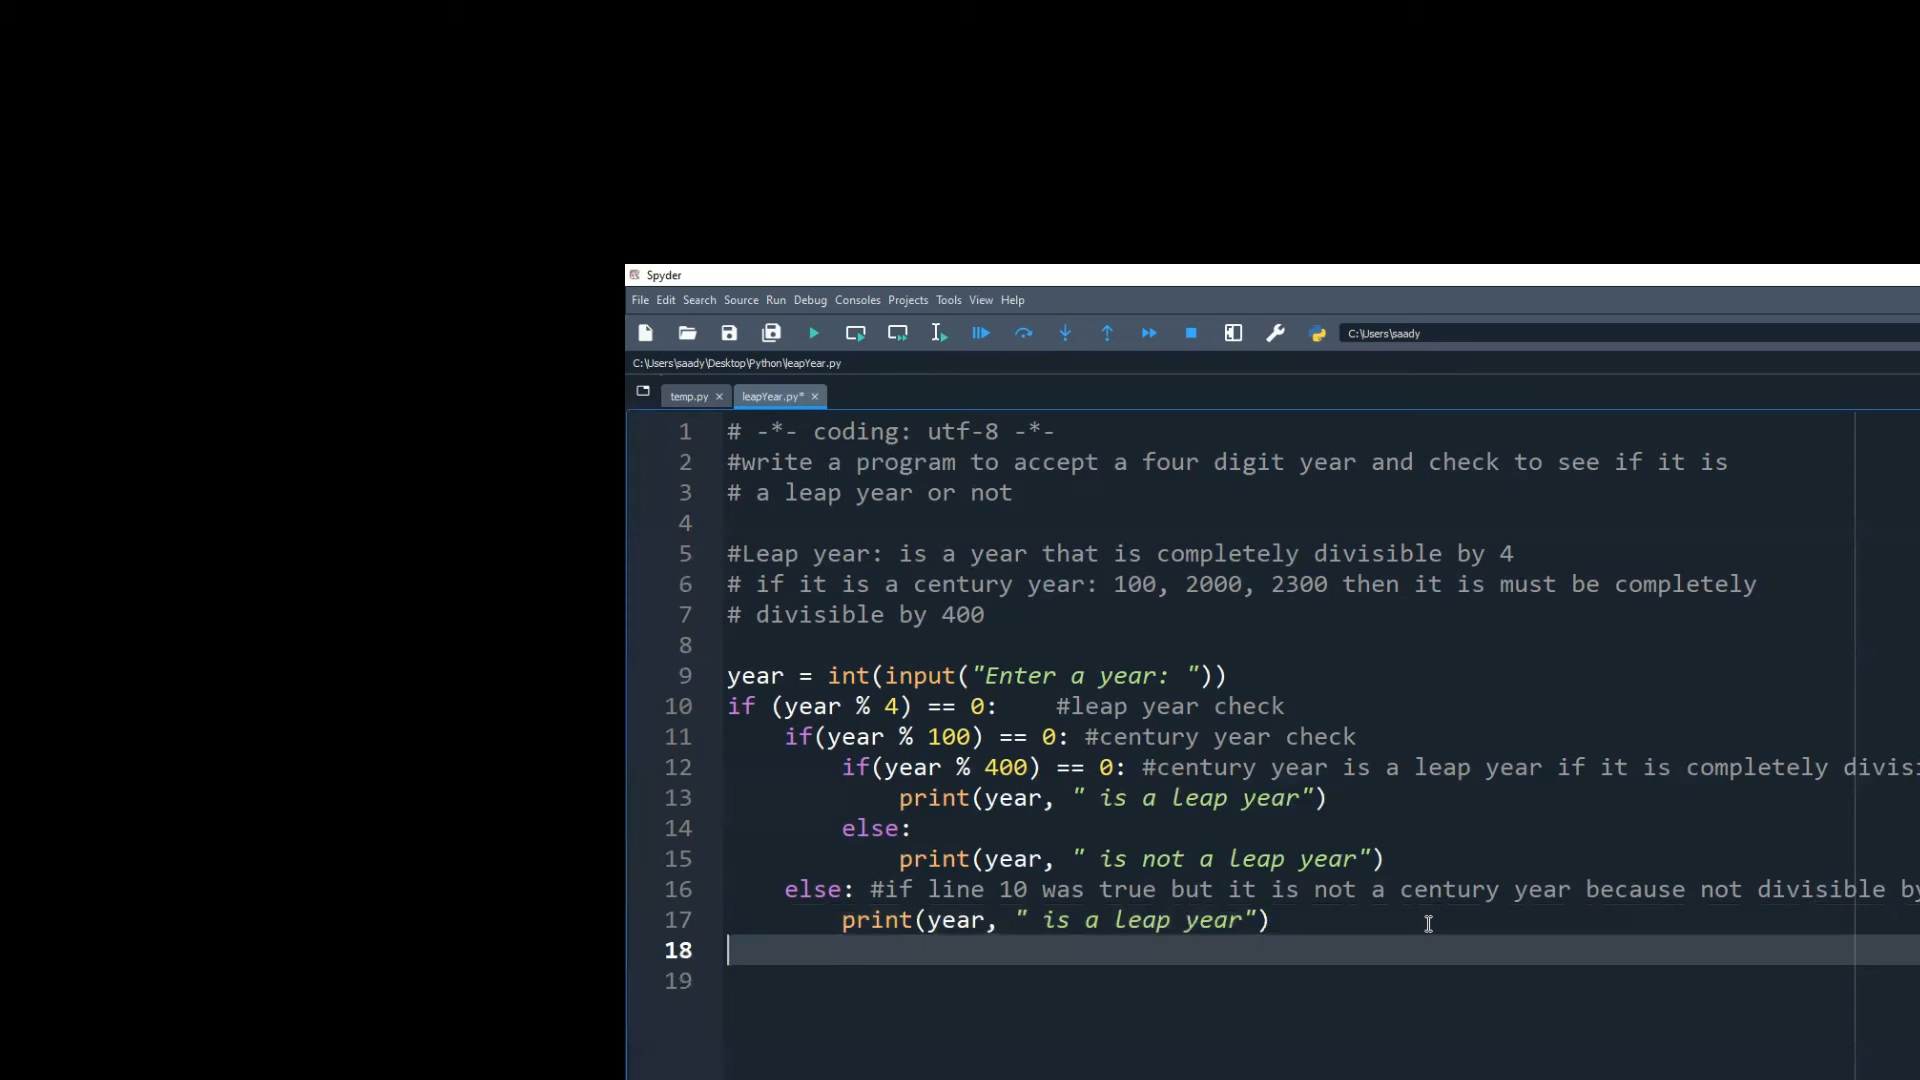 Spyder
File Edit Search Source Run Debug Consoles Projects Tools View Help
C:\Users\saady
C:\Users\saady\Desktop\Python\leapYear.py
temp.py leapYear.py*
1 # -*- coding: utf-8 -*-
2 #write a program to accept a four digit year and check to see if it is
3 # a leap year or not
4
5 #Leap year: is a year that is completely divisible by 4
6 # if it is a century year: 100, 2000, 2300 then it is must be completely
7 # divisible by 400
8
9 year = int(input("Enter a year: "))
10 if (year % 4) == 0:    #leap year check
11     if(year % 100) == 0: #century year check
12         if(year % 400) == 0: #century year is a leap year if it is completely divis
13             print(year, " is a leap year")
14         else:
15             print(year, " is not a leap year")
16     else: #if line 10 was true but it is not a century year because not divisible by
17         print(year, " is a leap year")
18
19